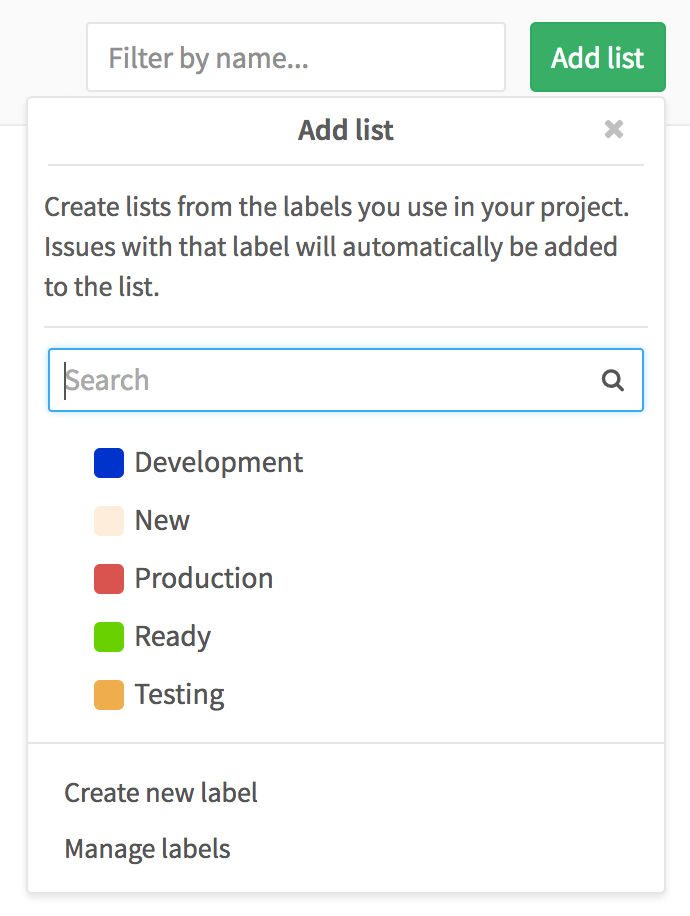 Filter by name...
Add list
Add list
Create lists from the labels you use in your project.
Issues with that label will automatically be added
to the list.
Search
Development
New
Production
Ready
Testing
Create new label
Manage labels